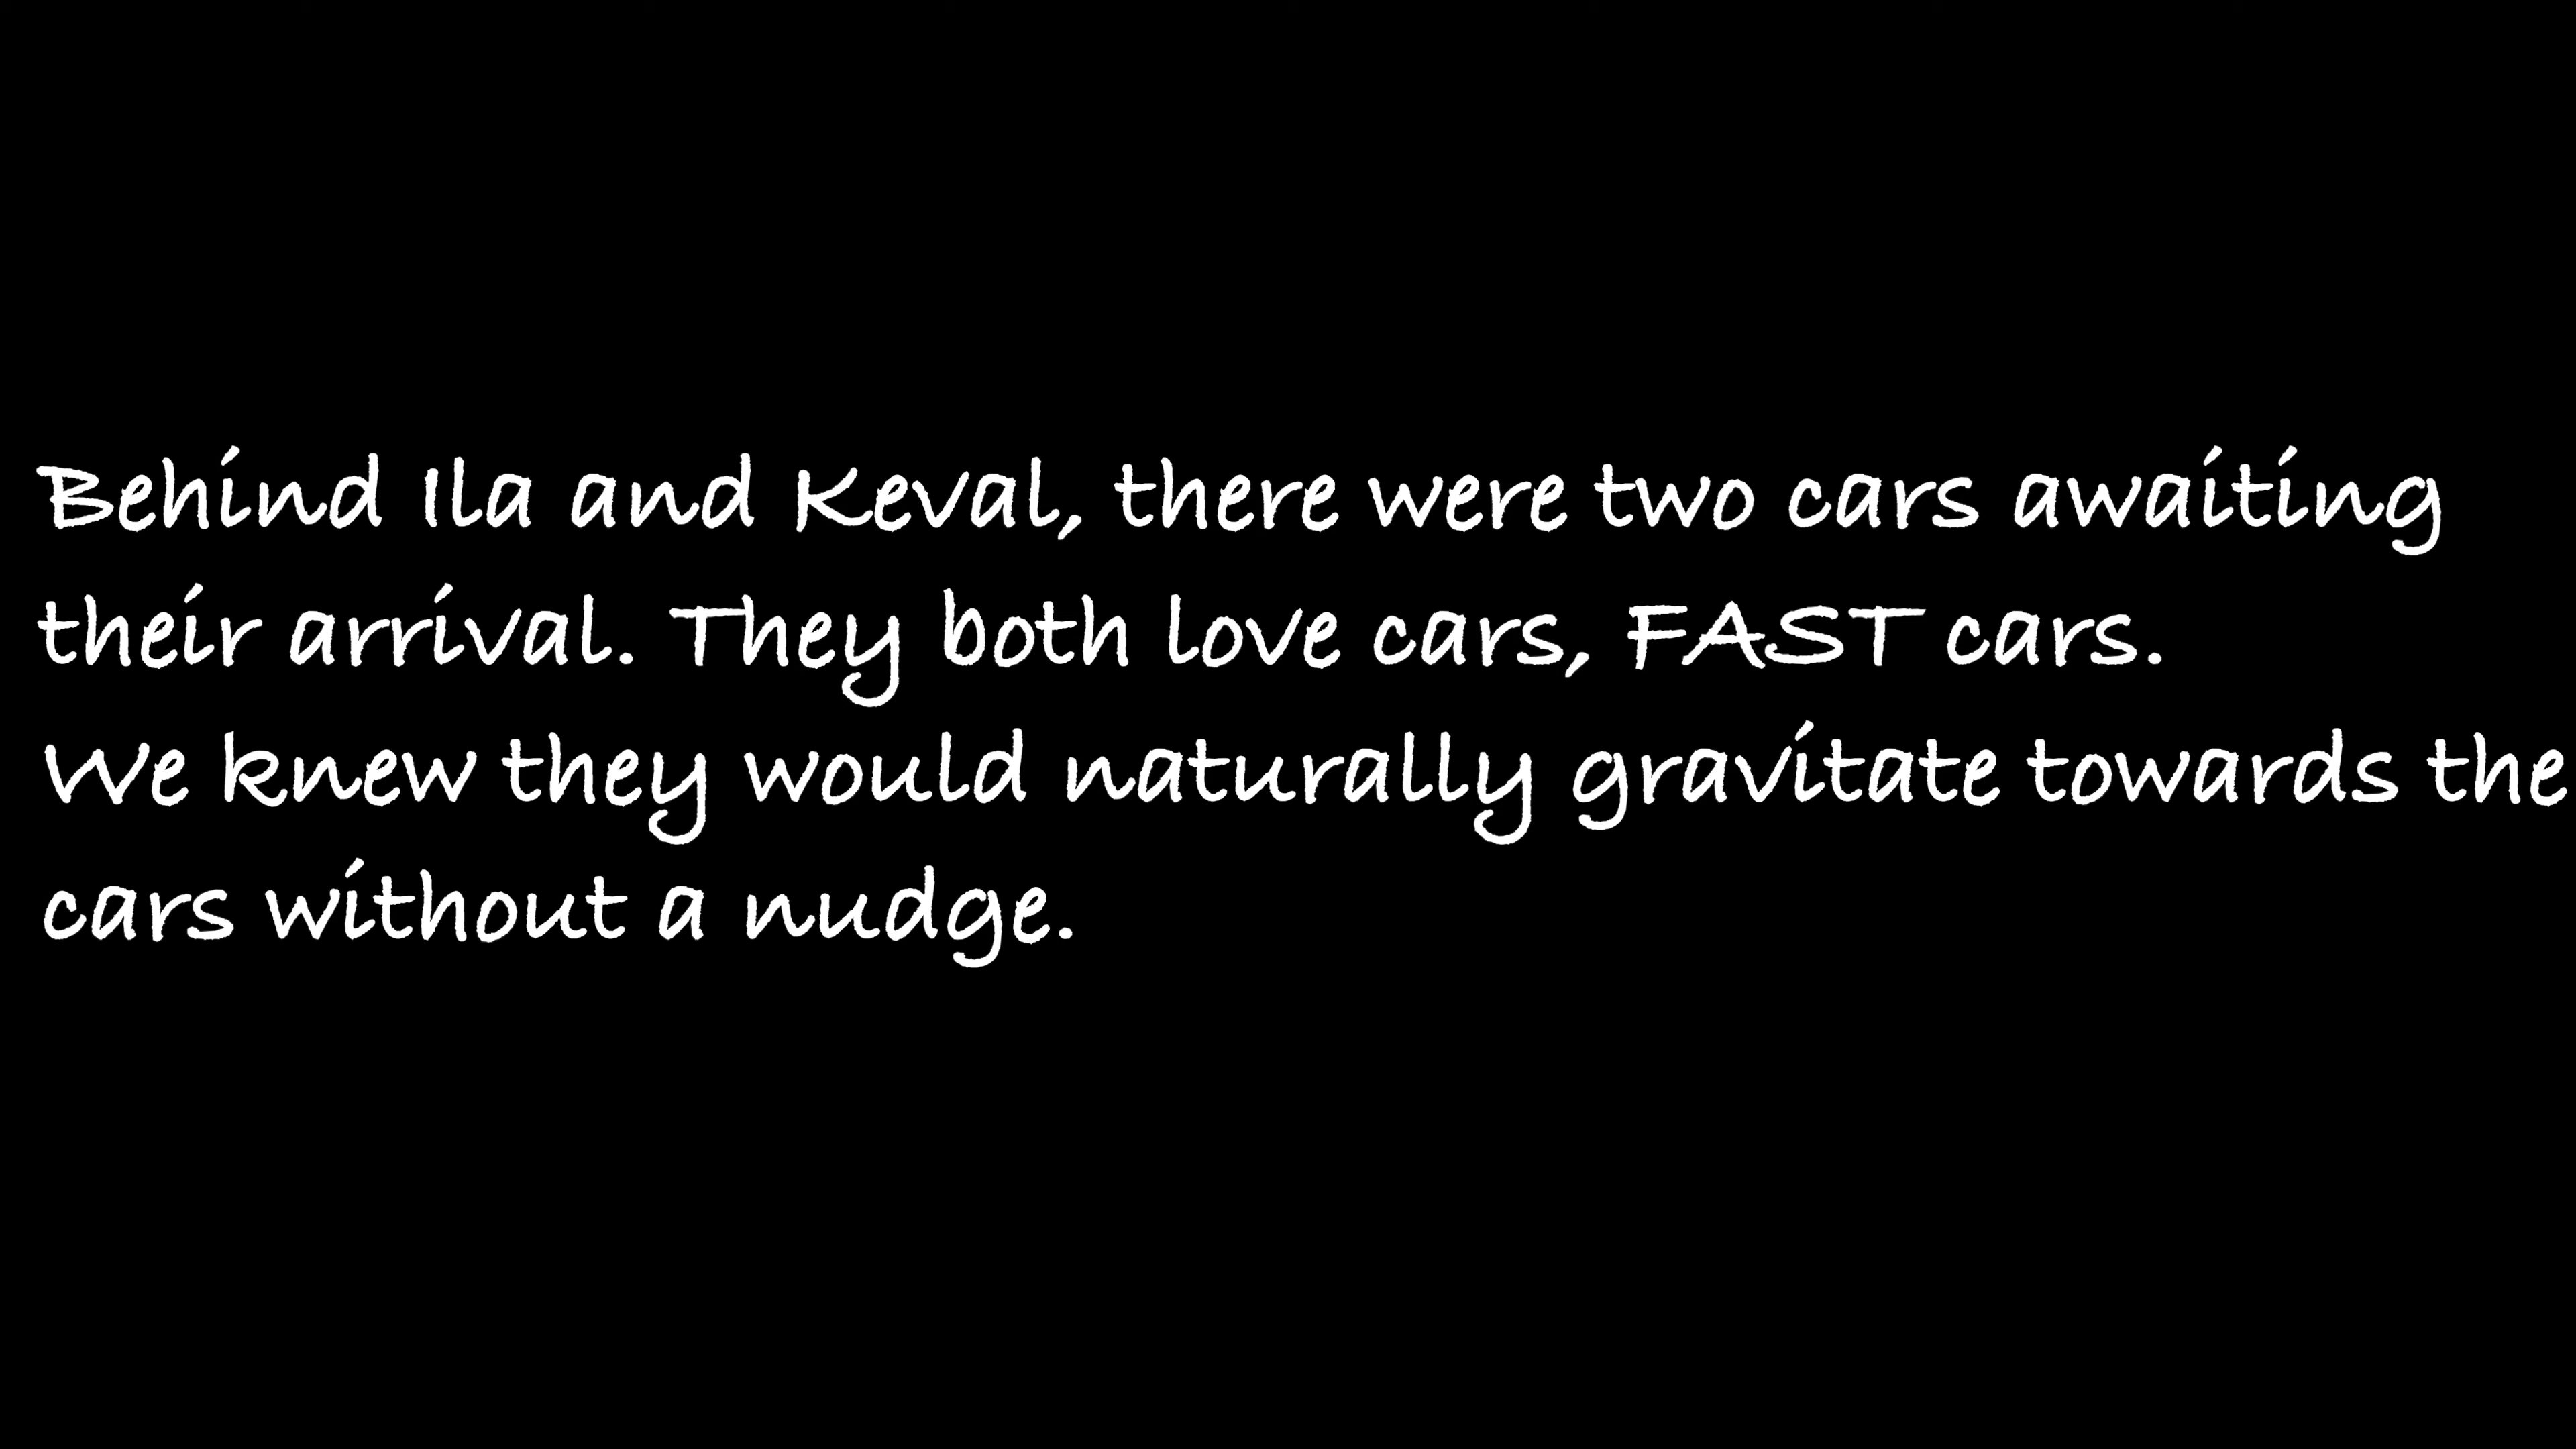 Behind Ila and Keval, there were two cars awaiting
their arrival. They both love cars, FAST cars.
We knew they would naturally gravitate towards the
cars without a nudge.